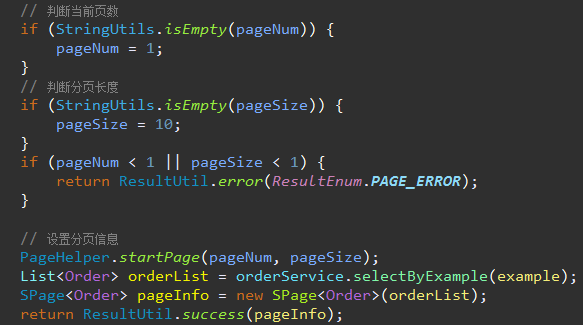 // 判断当前页数
if (StringUtils.isEmpty(pageNum)) {
pageNum = 1;
}
// 判断分页长度
if (StringUtils.isEmpty(pageSize)) {
pageSize = 10;
}
if (pageNum < 1 || pageSize < 1) {
return ResultUtil.error(ResultEnum.PAGE_ERROR);
}
// 设置分页信息
PageHelper.startPage(pageNum, pageSize);
List<Order> orderList = orderService.selectByExample(example);
SPage<Order> pageInfo = new SPage<Order>(orderList);
return ResultUtil.success(pageInfo);